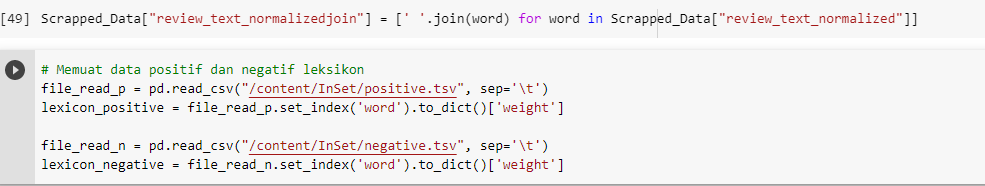 [49] Scrapped_Data["review_text_normalizedjoin"] = [' '.join(word) for word in Scrapped_Data["review_text_normalized"]]
# Memuat data positif dan negatif leksikon
file_read_p = pd.read_csv("/content/InSet/positive.tsv", sep='\t')
lexicon_positive = file_read_p.set_index('word').to_dict()['weight']
file_read_n = pd.read_csv("/content/InSet/negative.tsv", sep='\t')
lexicon_negative = file_read_n.set_index('word').to_dict()['weight']